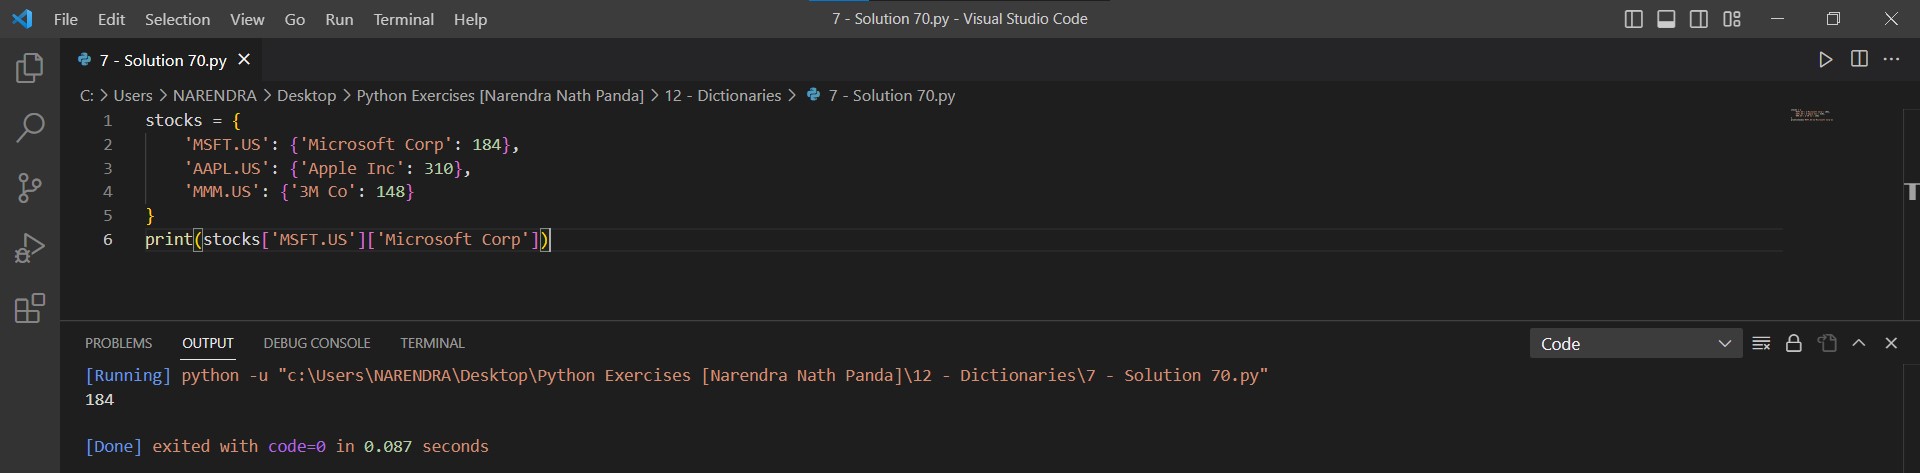 File Edit Selection View Go Run Terminal Help 7 - Solution 70.py - Visual Studio Code
7 - Solution 70.py
C: > Users > NARENDRA > Desktop > Python Exercises [Narendra Nath Panda] > 12 - Dictionaries > 7 - Solution 70.py
1 stocks = {
2     'MSFT.US': {'Microsoft Corp': 184},
3     'AAPL.US': {'Apple Inc': 310},
4     'MMM.US': {'3M Co': 148}
5 }
6 print(stocks['MSFT.US']['Microsoft Corp'])
PROBLEMS OUTPUT DEBUG CONSOLE TERMINAL Code
[Running] python -u "c:\Users\NARENDRA\Desktop\Python Exercises [Narendra Nath Panda]\12 - Dictionaries\7 - Solution 70.py"
184
[Done] exited with code=0 in 0.087 seconds